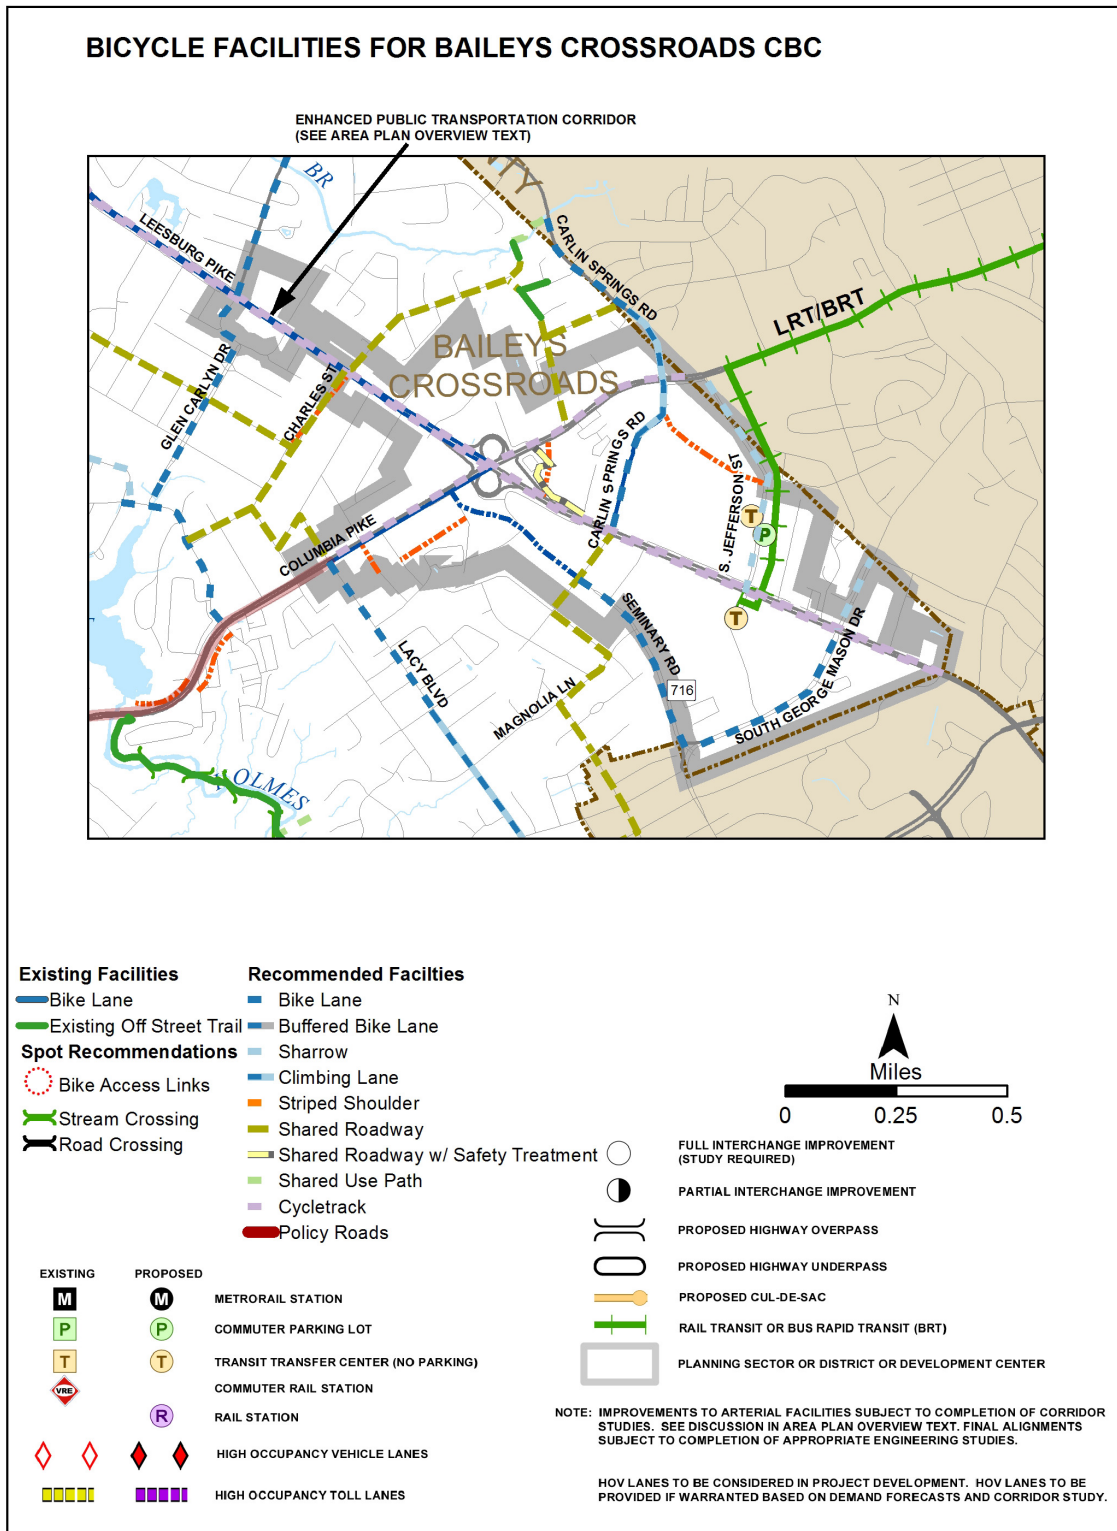 BICYCLE FACILITIES FOR BAILEYS CROSSROADS CBC
ENHANCED PUBLIC TRANSPORTATION CORRIDOR
(SEE AREA PLAN OVERVIEW TEXT)
BR
LEESBURG PIKE
CARLIN SPRINGS RD
LRT/BRT
BAILEYS
CROSSROADS
GLEN CARLYN DR
CHARLES ST
CARLIN SPRINGS RD
S. JEFFERSON ST
T
P
COLUMBIA PIKE
T
SEMINARY RD
LACY BLVD
716
MAGNOLIA LN
SOUTH GEORGE MASON DR
OLMES
Existing Facilities
Bike Lane
Existing Off Street Trail
Spot Recommendations
Bike Access Links
Stream Crossing
Road Crossing
Recommended Facilties
Bike Lane
Buffered Bike Lane
Sharrow
Climbing Lane
Striped Shoulder
Shared Roadway
Shared Roadway w/ Safety Treatment
Shared Use Path
Cycletrack
Policy Roads
N
Miles
0 0.25 0.5
FULL INTERCHANGE IMPROVEMENT
(STUDY REQUIRED)
PARTIAL INTERCHANGE IMPROVEMENT
PROPOSED HIGHWAY OVERPASS
PROPOSED HIGHWAY UNDERPASS
PROPOSED CUL-DE-SAC
RAIL TRANSIT OR BUS RAPID TRANSIT (BRT)
PLANNING SECTOR OR DISTRICT OR DEVELOPMENT CENTER
EXISTING PROPOSED
M M METRORAIL STATION
P P COMMUTER PARKING LOT
T T TRANSIT TRANSFER CENTER (NO PARKING)
VRE COMMUTER RAIL STATION
R RAIL STATION
HIGH OCCUPANCY VEHICLE LANES
HIGH OCCUPANCY TOLL LANES
NOTE: IMPROVEMENTS TO ARTERIAL FACILITIES SUBJECT TO COMPLETION OF CORRIDOR
STUDIES. SEE DISCUSSION IN AREA PLAN OVERVIEW TEXT. FINAL ALIGNMENTS
SUBJECT TO COMPLETION OF APPROPRIATE ENGINEERING STUDIES.
HOV LANES TO BE CONSIDERED IN PROJECT DEVELOPMENT. HOV LANES TO BE
PROVIDED IF WARRANTED BASED ON DEMAND FORECASTS AND CORRIDOR STUDY.